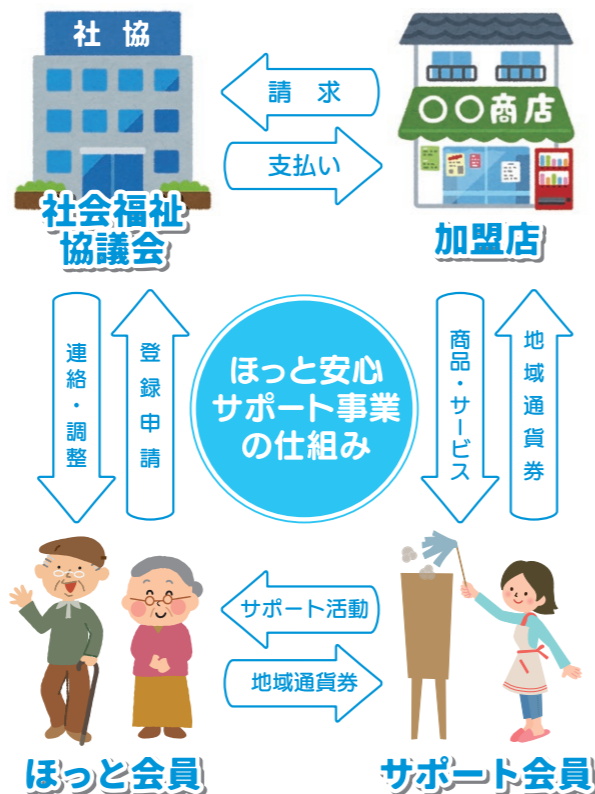 社協
請求
支払い
〇〇商店
社会福祉
協議会
加盟店
連絡・調整
登録申請
ほっと安心
サポート事業
の仕組み
商品・サービス
地域通貨券
サポート活動
地域通貨券
ほっと会員
サポート会員